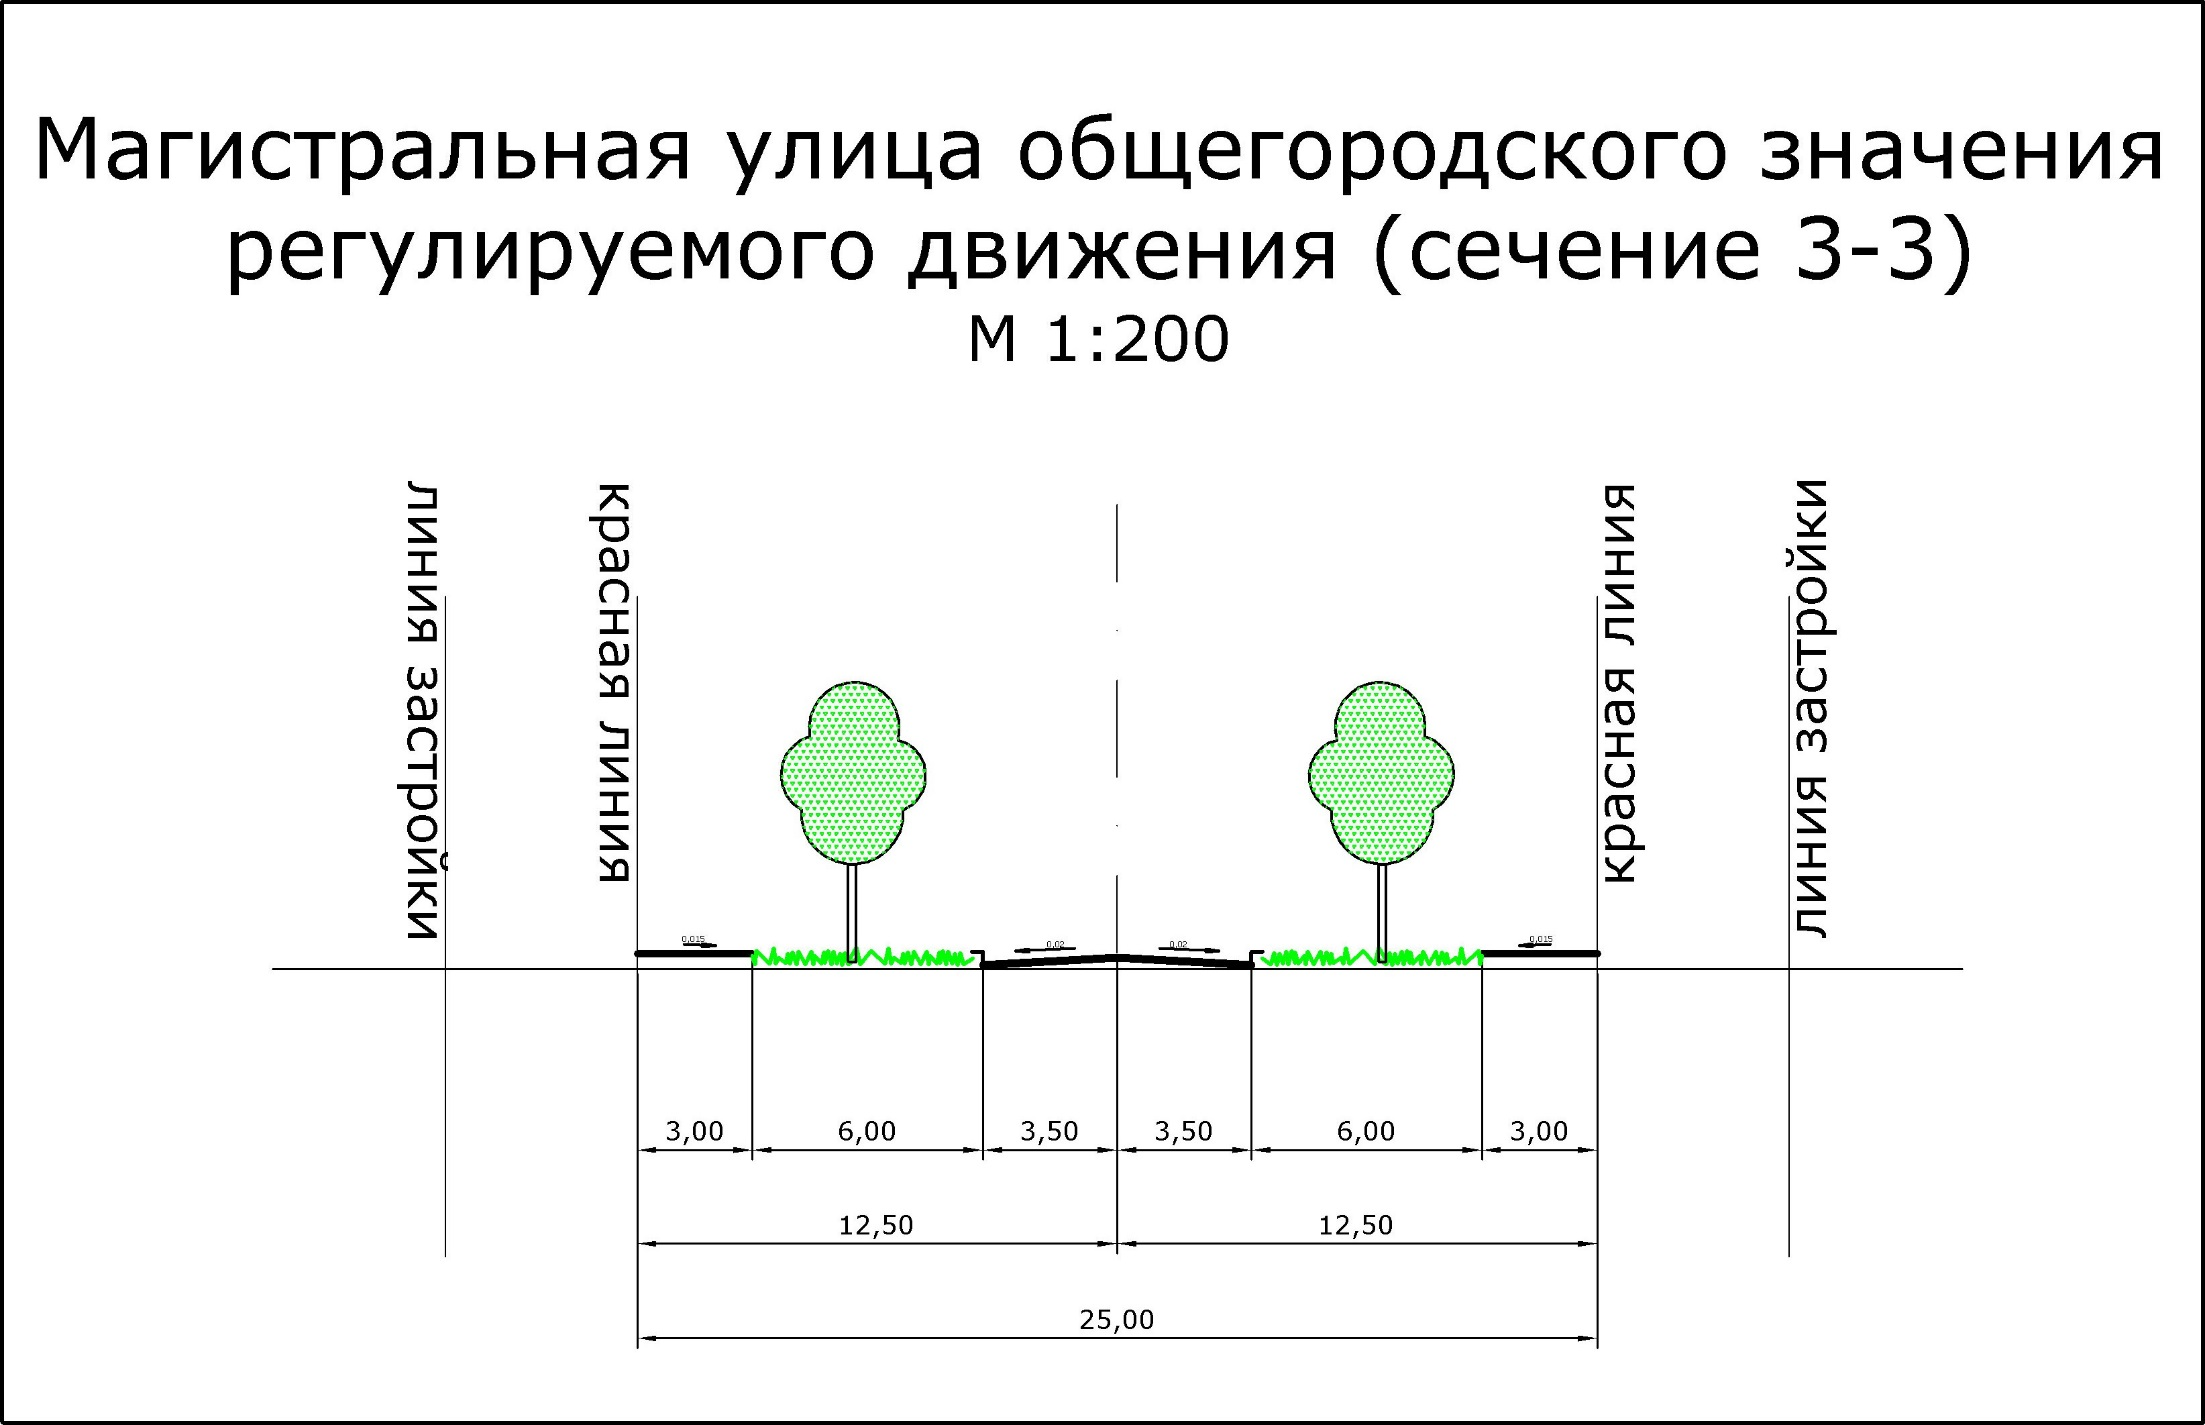 Магистральная улица общегородского значения
регулируемого движения (сечение 3-3)
М 1:200
линия застройки
красная линия
красная линия
линия застройки
0,015
0,02
0,02
0,015
3,00
6,00
3,50
3,50
6,00
3,00
12,50
12,50
25,00